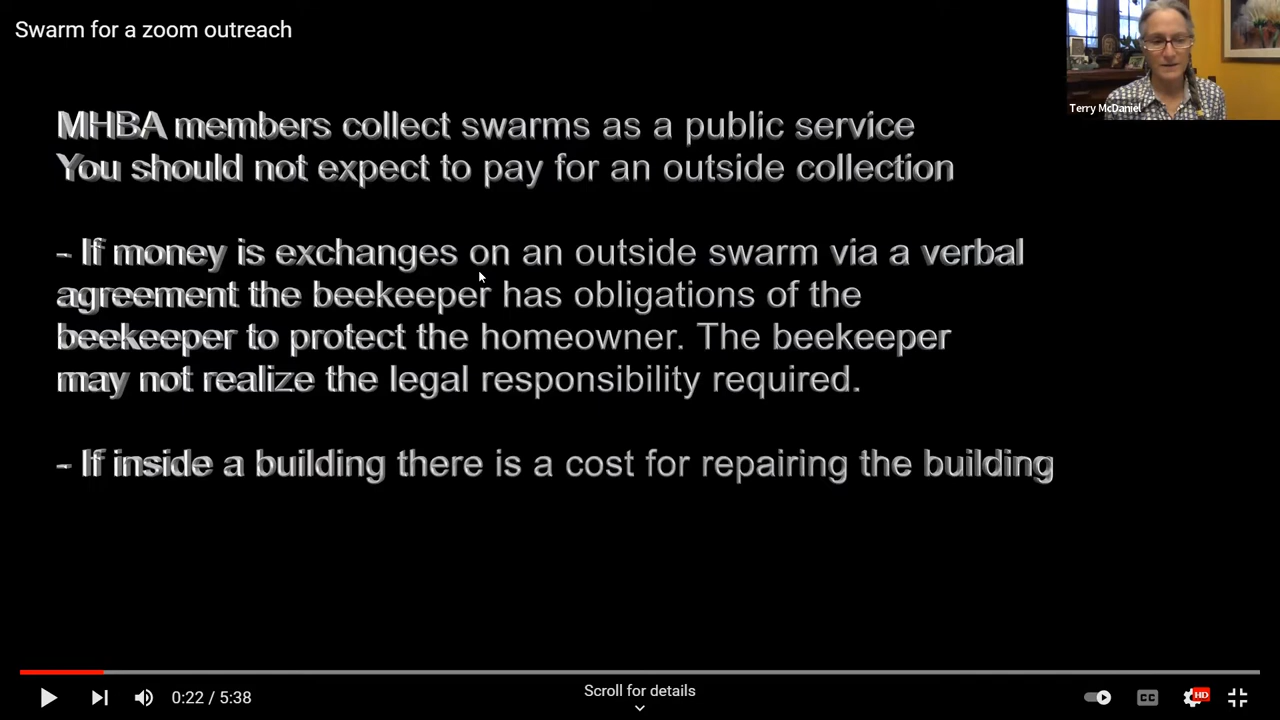 Swarm for a zoom outreach
Terry McDaniel
MHBA members collect swarms as a public service
You should not expect to pay for an outside collection
- If money is exchanges on an outside swarm via a verbal
agreement the beekeeper has obligations of the
beekeeper to protect the homeowner. The beekeeper
may not realize the legal responsibility required.
- If inside a building there is a cost for repairing the building
0:22 / 5:38
Scroll for details
CC
HD